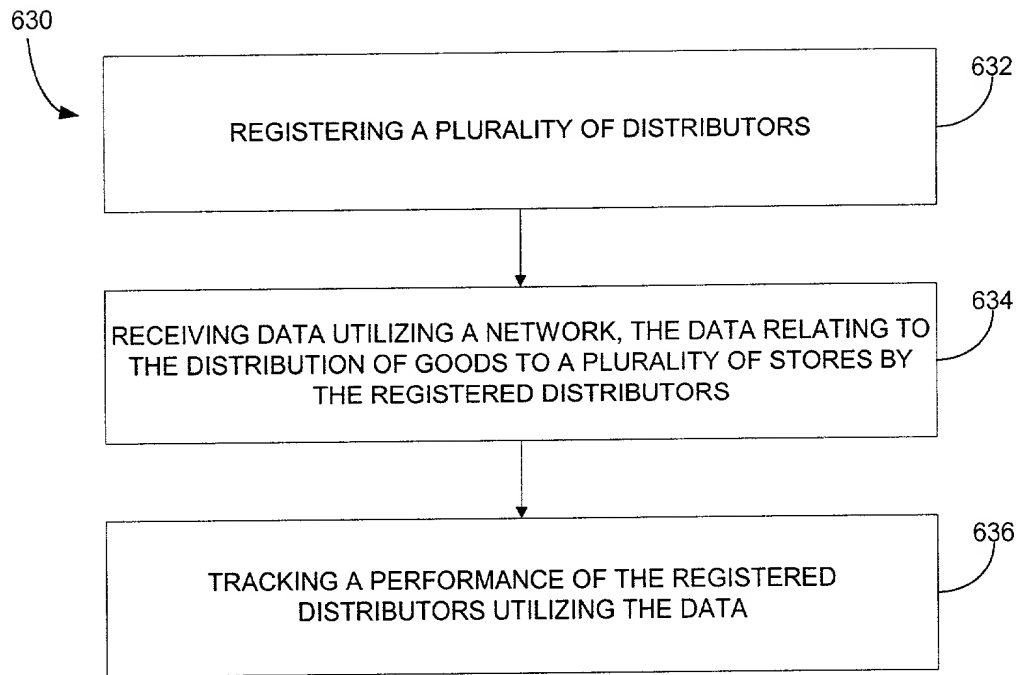 630
632
REGISTERING A PLURALITY OF DISTRIBUTORS
634
RECEIVING DATA UTILIZING A NETWORK, THE DATA RELATING TO
THE DISTRIBUTION OF GOODS TO A PLURALITY OF STORES BY
THE REGISTERED DISTRIBUTORS
636
TRACKING A PERFORMANCE OF THE REGISTERED
DISTRIBUTORS UTILIZING THE DATA